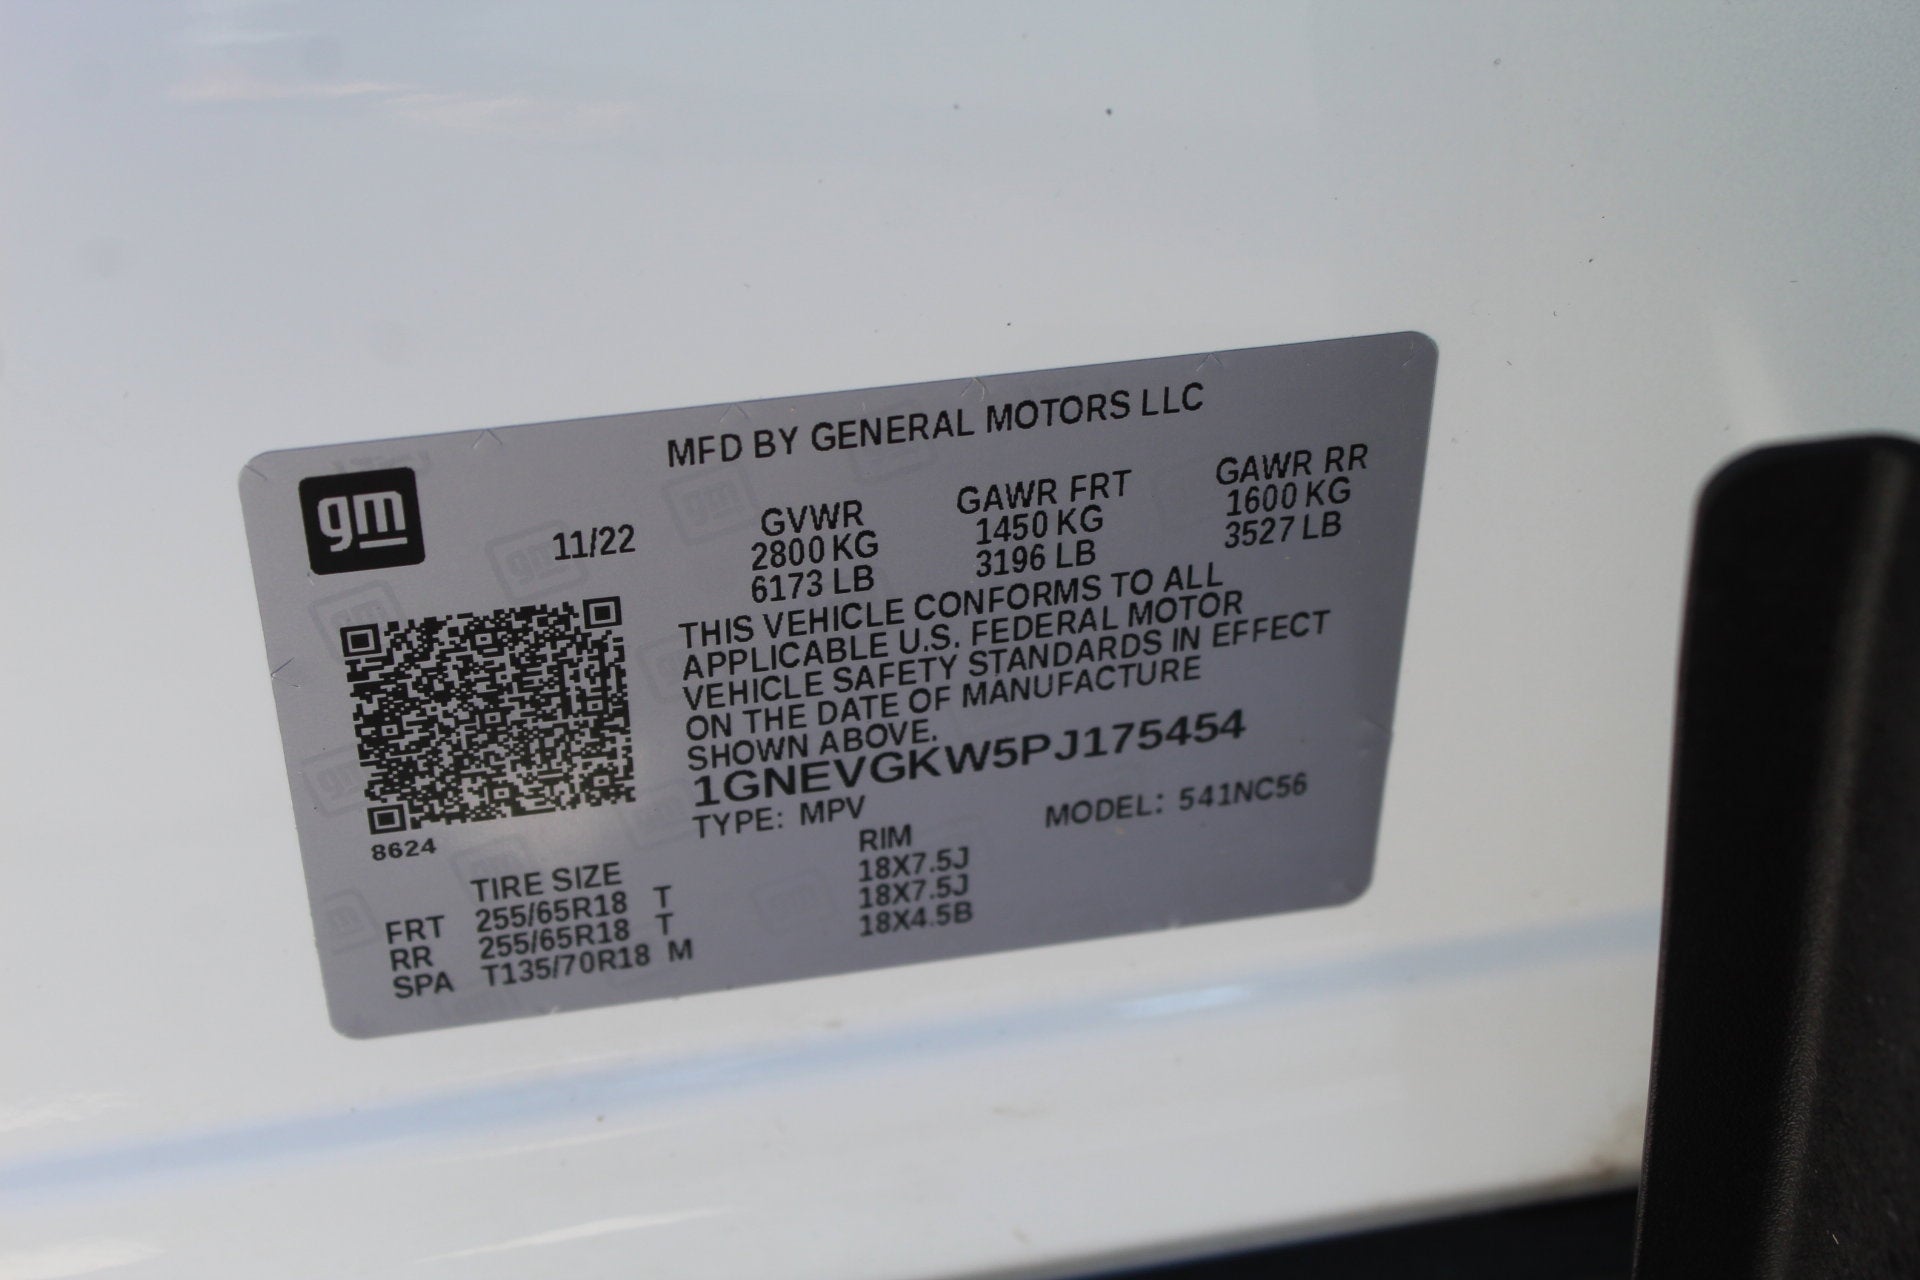 MFD BY GENERAL MOTORS LLC
gm
11/22
GVWR GAWR FRT GAWR RR
2800 KG 1450 KG 1600 KG
6173 LB 3196 LB 3527 LB
THIS VEHICLE CONFORMS TO ALL
APPLICABLE U.S. FEDERAL MOTOR
VEHICLE SAFETY STANDARDS IN EFFECT
ON THE DATE OF MANUFACTURE
SHOWN ABOVE.
1GNEVGKW5PJ175454
TYPE: MPV MODEL: 541NC56
8624
TIRE SIZE RIM
FRT 255/65R18 T 18X7.5J
RR 255/65R18 T 18X7.5J
SPA T135/70R18 M 18X4.5B